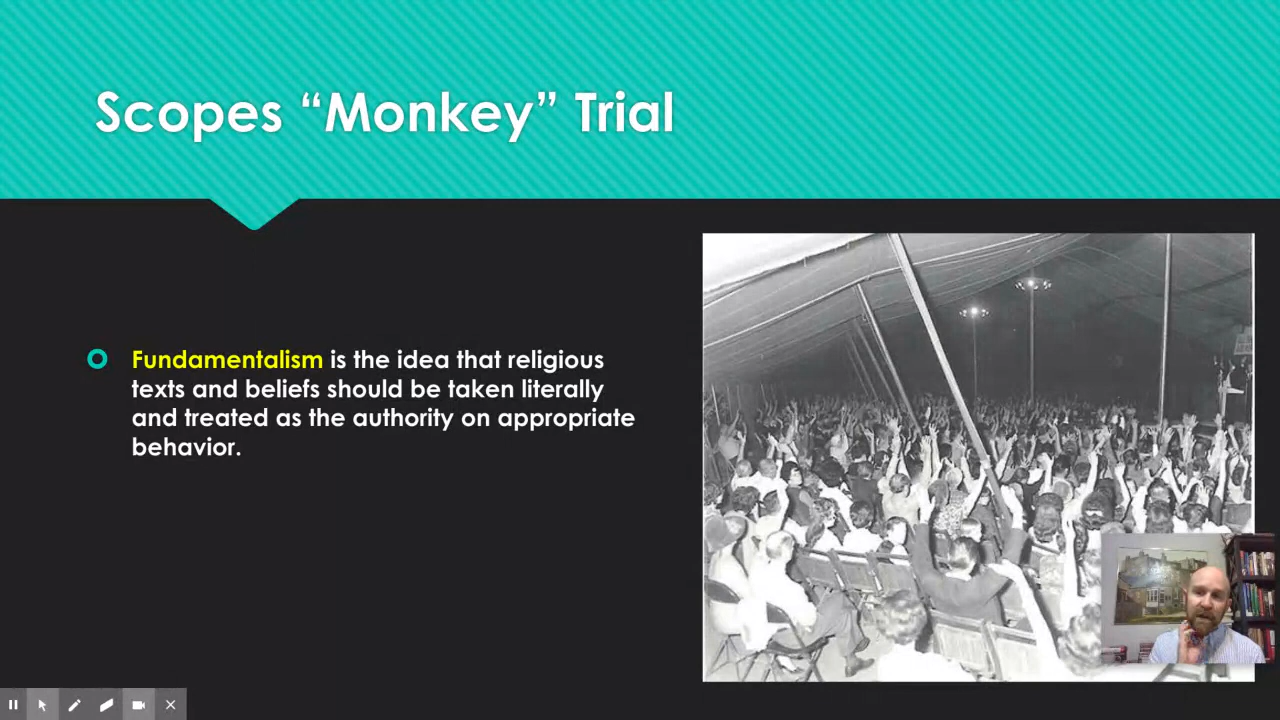 Scopes “Monkey” Trial
Fundamentalism is the idea that religious
texts and beliefs should be taken literally
and treated as the authority on appropriate
behavior.